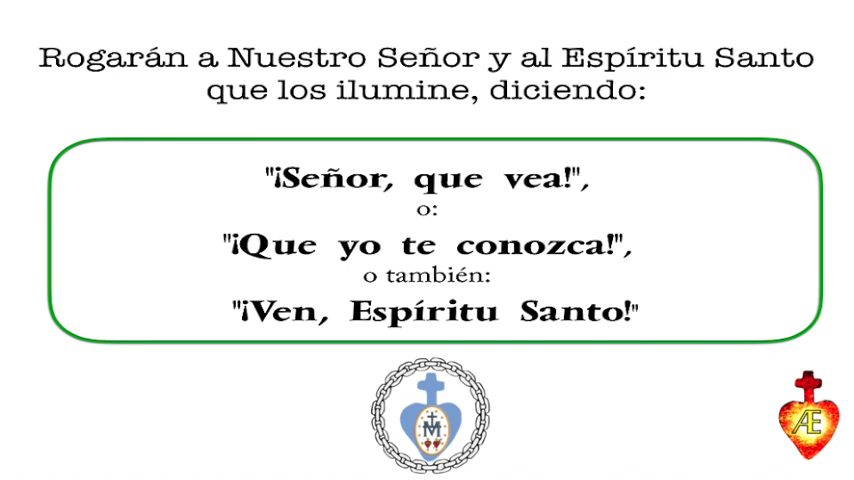 Rogarán a Nuestro Señor y al Espíritu Santo
que los ilumine, diciendo:
"¡Señor, que vea!",
o:
"¡Que yo te conozca!",
o también:
"¡Ven, Espíritu Santo!"
M
Æ